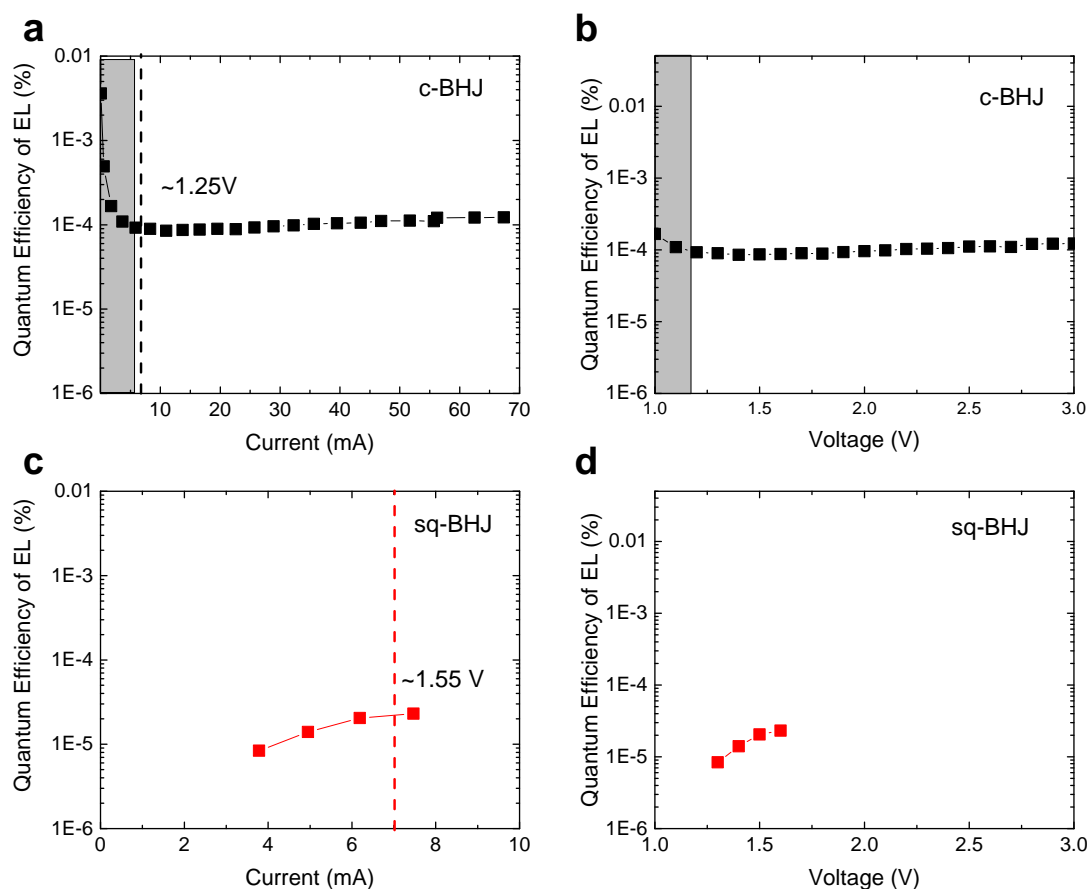 a
0.01
1E-3
1E-4
1E-5
1E-6
Quantum Efficiency of EL (%)
c-BHJ
~1.25V
10 20 30 40 50 60 70
Current (mA)
b
0.01
1E-3
1E-4
1E-5
1E-6
Quantum Efficiency of EL (%)
c-BHJ
1.0 1.5 2.0 2.5 3.0
Voltage (V)
c
0.01
1E-3
1E-4
1E-5
1E-6
Quantum Efficiency of EL (%)
sq-BHJ
~1.55 V
0 2 4 6 8 10
Current (mA)
d
0.01
1E-3
1E-4
1E-5
1E-6
Quantum Efficiency of EL (%)
sq-BHJ
1.0 1.5 2.0 2.5 3.0
Voltage (V)